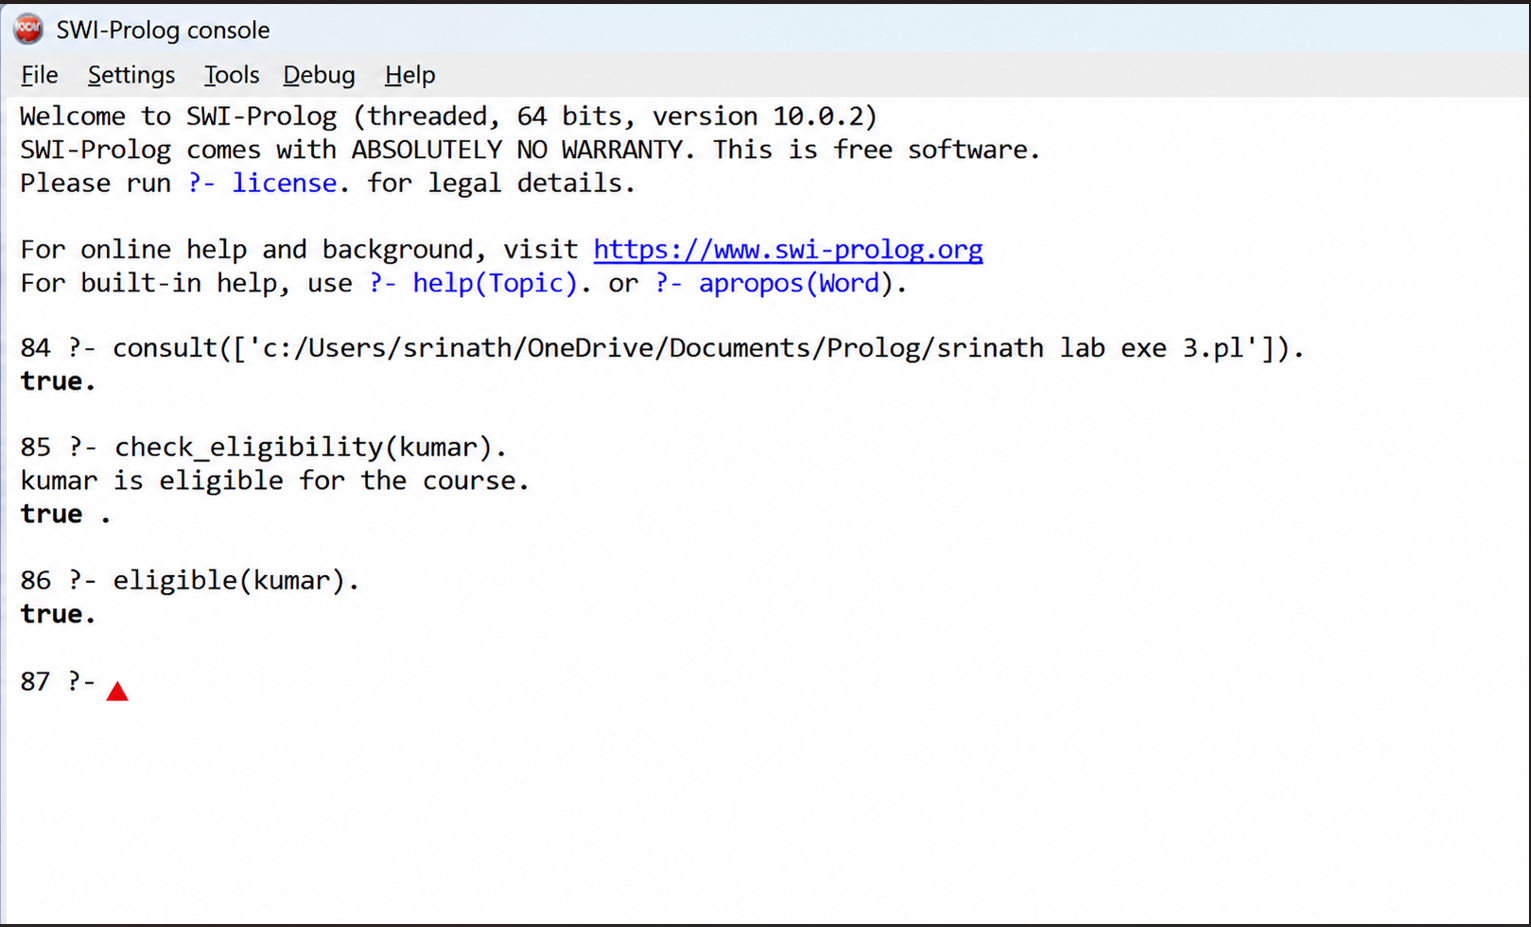 SWI-Prolog console
File Settings Tools Debug Help
Welcome to SWI-Prolog (threaded, 64 bits, version 10.0.2)
SWI-Prolog comes with ABSOLUTELY NO WARRANTY. This is free software.
Please run ?- license. for legal details.
For online help and background, visit https://www.swi-prolog.org
For built-in help, use ?- help(Topic). or ?- apropos(Word).
84 ?- consult(['c:/Users/srinath/OneDrive/Documents/Prolog/srinath lab exe 3.pl']).
true.
85 ?- check_eligibility(kumar).
kumar is eligible for the course.
true .
86 ?- eligible(kumar).
true.
87 ?-